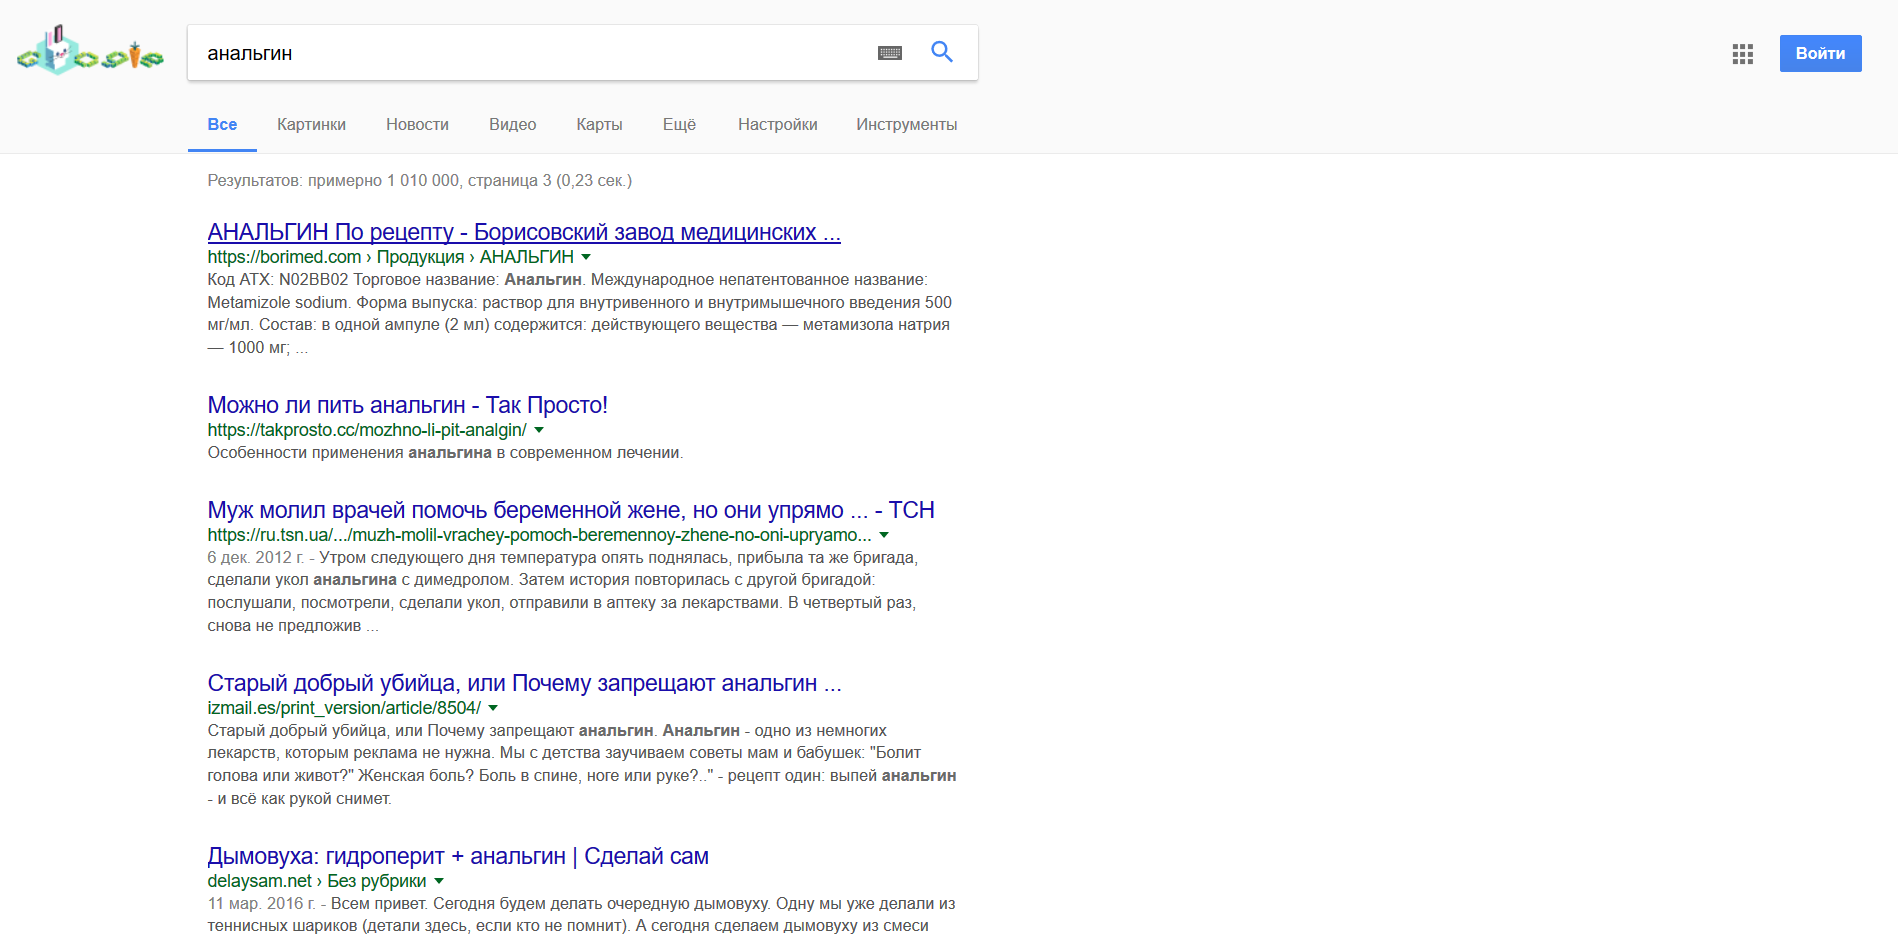 анальгин
Войти
Все Картинки Новости Видео Карты Ещё Настройки Инструменты
Результатов: примерно 1 010 000, страница 3 (0,23 сек.)
АНАЛЬГИН По рецепту - Борисовский завод медицинских ...
https://borimed.com › Продукция › АНАЛЬГИН
Код АТХ: N02BB02 Торговое название: Анальгин. Международное непатентованное название:
Metamizole sodium. Форма выпуска: раствор для внутривенного и внутримышечного введения 500
мг/мл. Состав: в одной ампуле (2 мл) содержится: действующего вещества — метамизола натрия
— 1000 мг; ...
Можно ли пить анальгин - Так Просто!
https://takprosto.cc/mozhno-li-pit-analgin/
Особенности применения анальгина в современном лечении.
Муж молил врачей помочь беременной жене, но они упрямо ... - ТСН
https://ru.tsn.ua/.../muzh-molil-vrachey-pomoch-beremennoy-zhene-no-oni-upryamo...
6 дек. 2012 г. - Утром следующего дня температура опять поднялась, прибыла та же бригада,
сделали укол анальгина с димедролом. Затем история повторилась с другой бригадой:
послушали, посмотрели, сделали укол, отправили в аптеку за лекарствами. В четвертый раз,
снова не предложив ...
Старый добрый убийца, или Почему запрещают анальгин ...
izmail.es/print_version/article/8504/
Старый добрый убийца, или Почему запрещают анальгин. Анальгин - одно из немногих
лекарств, которым реклама не нужна. Мы с детства заучиваем советы мам и бабушек: "Болит
голова или живот?" Женская боль? Боль в спине, ноге или руке?.." - рецепт один: выпей анальгин
- и всё как рукой снимет.
Дымовуха: гидроперит + анальгин | Сделай сам
delaysam.net › Без рубрики
11 мар. 2016 г. - Всем привет. Сегодня будем делать очередную дымовуху. Одну мы уже делали из
теннисных шариков (детали здесь, если кто не помнит). А сегодня сделаем дымовуху из смеси